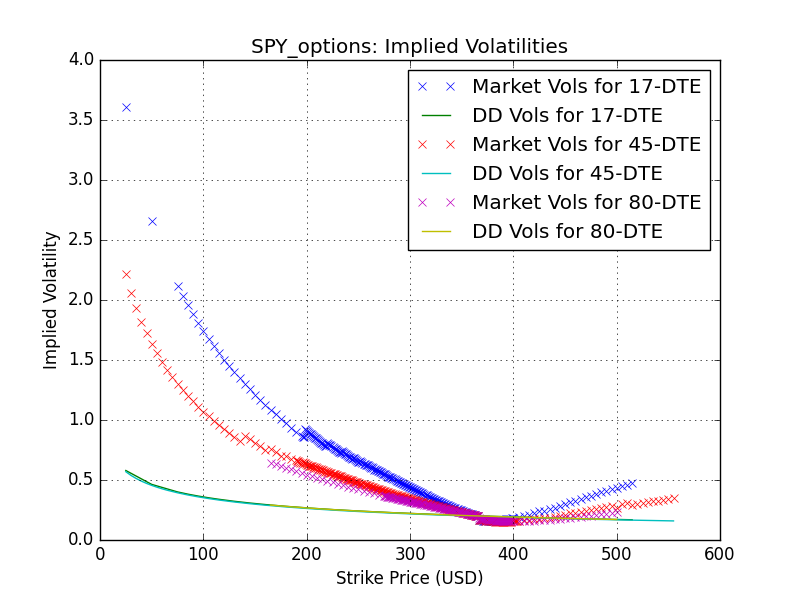 SPY_options: Implied Volatilities
4.0
3.5
3.0
2.5
2.0
1.5
1.0
0.5
0.0
Implied Volatility
Market Vols for 17-DTE
DD Vols for 17-DTE
Market Vols for 45-DTE
DD Vols for 45-DTE
Market Vols for 80-DTE
DD Vols for 80-DTE
0 100 200 300 400 500 600
Strike Price (USD)